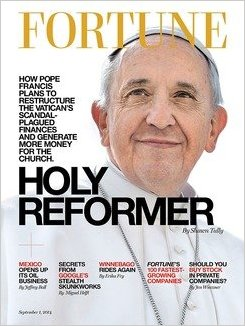 FORTUNE
HOW POPE
FRANCIS
PLANS TO
RESTRUCTURE
THE VATICAN'S
SCANDAL-
PLAGUED
FINANCES
AND GENERATE
MORE MONEY
FOR THE
CHURCH.
HOLY
REFORMER
By Shawn Tully
MEXICO
OPENS UP
ITS OIL
BUSINESS
By Jeffrey Ball
SECRETS
FROM
GOOGLE'S
STEALTH
SKUNKWORKS
By Miguel Helft
WINNEBAGO
RIDES AGAIN
By Erika Fry
FORTUNE'S
100 FASTEST-
GROWING
COMPANIES
SHOULD YOU
BUY STOCK
IN PRIVATE
COMPANIES?
By Jen Wieczner
September 1, 2014